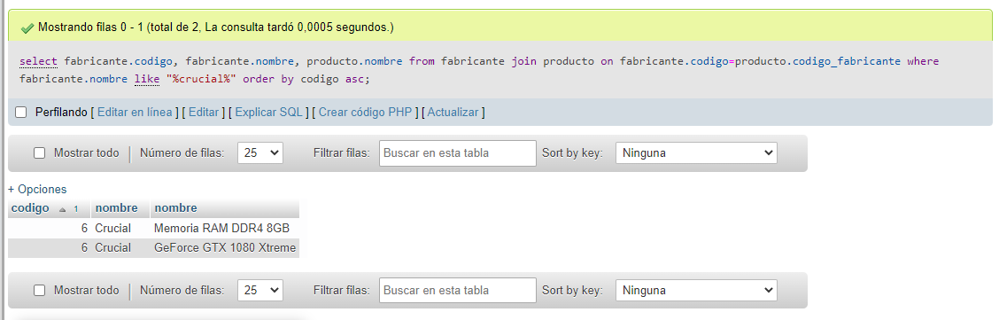 Mostrando filas 0 - 1 (total de 2, La consulta tardó 0,0005 segundos.)
select fabricante.codigo, fabricante.nombre, producto.nombre from fabricante join producto on fabricante.codigo=producto.codigo_fabricante where
fabricante.nombre like "%crucial%" order by codigo asc;
Perfilando [ Editar en línea ] [ Editar ] [ Explicar SQL ] [ Crear código PHP ] [ Actualizar ]
Mostrar todo | Número de filas: 25 Filtrar filas: Buscar en esta tabla Sort by key: Ninguna
+ Opciones
codigo 1 nombre nombre
6 Crucial Memoria RAM DDR4 8GB
6 Crucial GeForce GTX 1080 Xtreme
Mostrar todo | Número de filas: 25 Filtrar filas: Buscar en esta tabla Sort by key: Ninguna